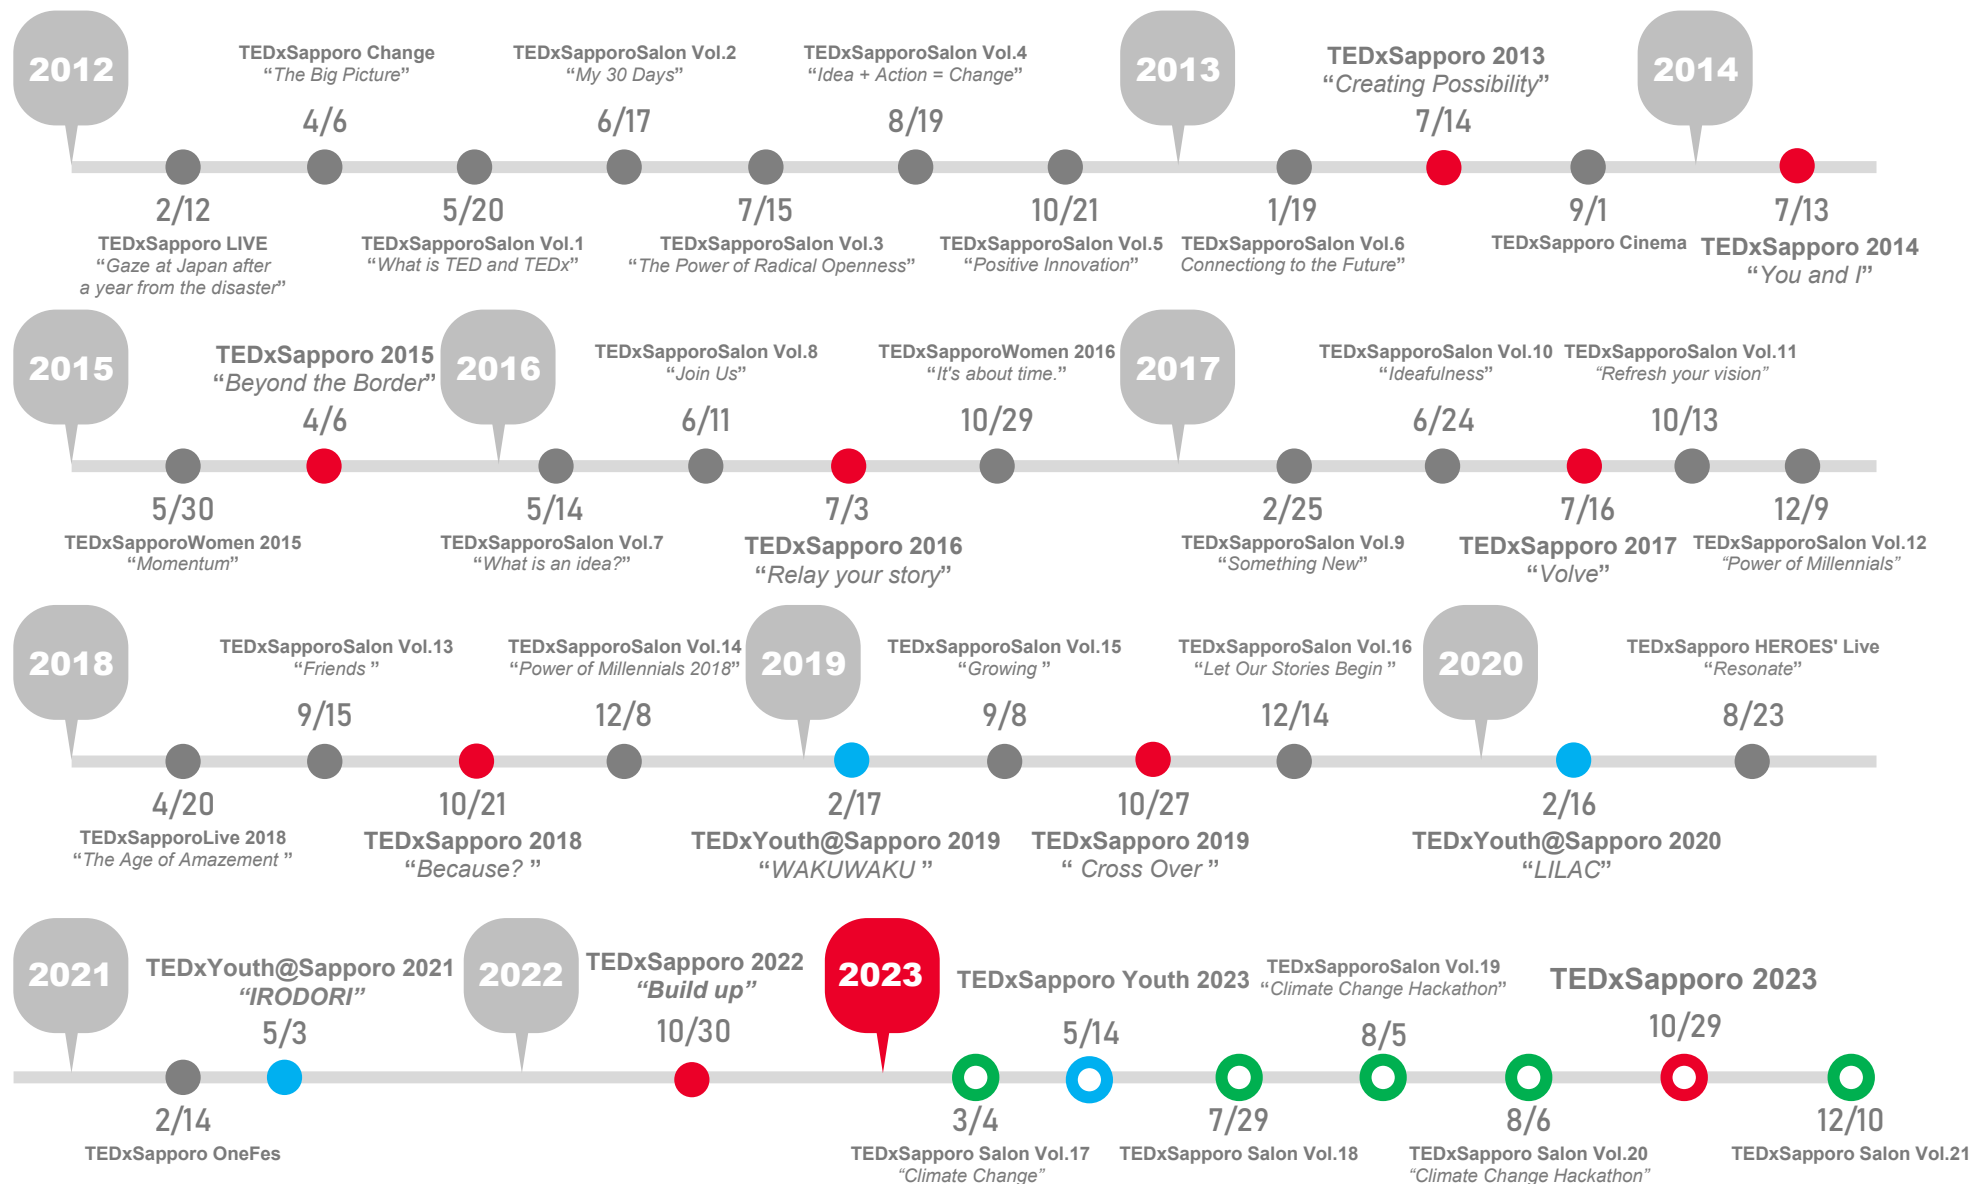 2012
TEDxSapporo Change
“The Big Picture”
4/6
TEDxSapporoSalon Vol.2
“My 30 Days”
6/17
TEDxSapporoSalon Vol.4
“Idea + Action = Change”
8/19
2013
TEDxSapporo 2013
“Creating Possibility”
7/14
2014
2/12
TEDxSapporo LIVE
“Gaze at Japan after
a year from the disaster”
5/20
TEDxSapporoSalon Vol.1
“What is TED and TEDx”
7/15
TEDxSapporoSalon Vol.3
“The Power of Radical Openness”
10/21
TEDxSapporoSalon Vol.5
“Positive Innovation”
1/19
TEDxSapporoSalon Vol.6
Connectiong to the Future”
9/1
TEDxSapporo Cinema
7/13
TEDxSapporo 2014
“You and I”
2015
TEDxSapporo 2015
“Beyond the Border”
4/6
2016
TEDxSapporoSalon Vol.8
“Join Us”
6/11
TEDxSapporoWomen 2016
“It's about time.”
10/29
2017
TEDxSapporoSalon Vol.10
“Ideafulness”
6/24
TEDxSapporoSalon Vol.11
“Refresh your vision”
10/13
5/30
TEDxSapporoWomen 2015
“Momentum”
5/14
TEDxSapporoSalon Vol.7
“What is an idea?”
7/3
TEDxSapporo 2016
“Relay your story”
2/25
TEDxSapporoSalon Vol.9
“Something New”
7/16
TEDxSapporo 2017
“Volve”
12/9
TEDxSapporoSalon Vol.12
“Power of Millennials”
2018
TEDxSapporoSalon Vol.13
“Friends ”
9/15
TEDxSapporoSalon Vol.14
“Power of Millennials 2018”
12/8
2019
TEDxSapporoSalon Vol.15
“Growing ”
9/8
TEDxSapporoSalon Vol.16
“Let Our Stories Begin ”
12/14
2020
TEDxSapporo HEROES' Live
“Resonate”
8/23
4/20
TEDxSapporoLive 2018
“The Age of Amazement ”
10/21
TEDxSapporo 2018
“Because? ”
2/17
TEDxYouth@Sapporo 2019
“WAKUWAKU ”
10/27
TEDxSapporo 2019
“ Cross Over ”
2/16
TEDxYouth@Sapporo 2020
“LILAC”
2021
TEDxYouth@Sapporo 2021
“IRODORI”
5/3
2022
TEDxSapporo 2022
“Build up”
10/30
2023
TEDxSapporo Youth 2023
5/14
TEDxSapporoSalon Vol.19
“Climate Change Hackathon”
8/5
TEDxSapporo 2023
10/29
2/14
TEDxSapporo OneFes
3/4
TEDxSapporo Salon Vol.17
“Climate Change”
7/29
TEDxSapporo Salon Vol.18
8/6
TEDxSapporo Salon Vol.20
“Climate Change Hackathon”
12/10
TEDxSapporo Salon Vol.21